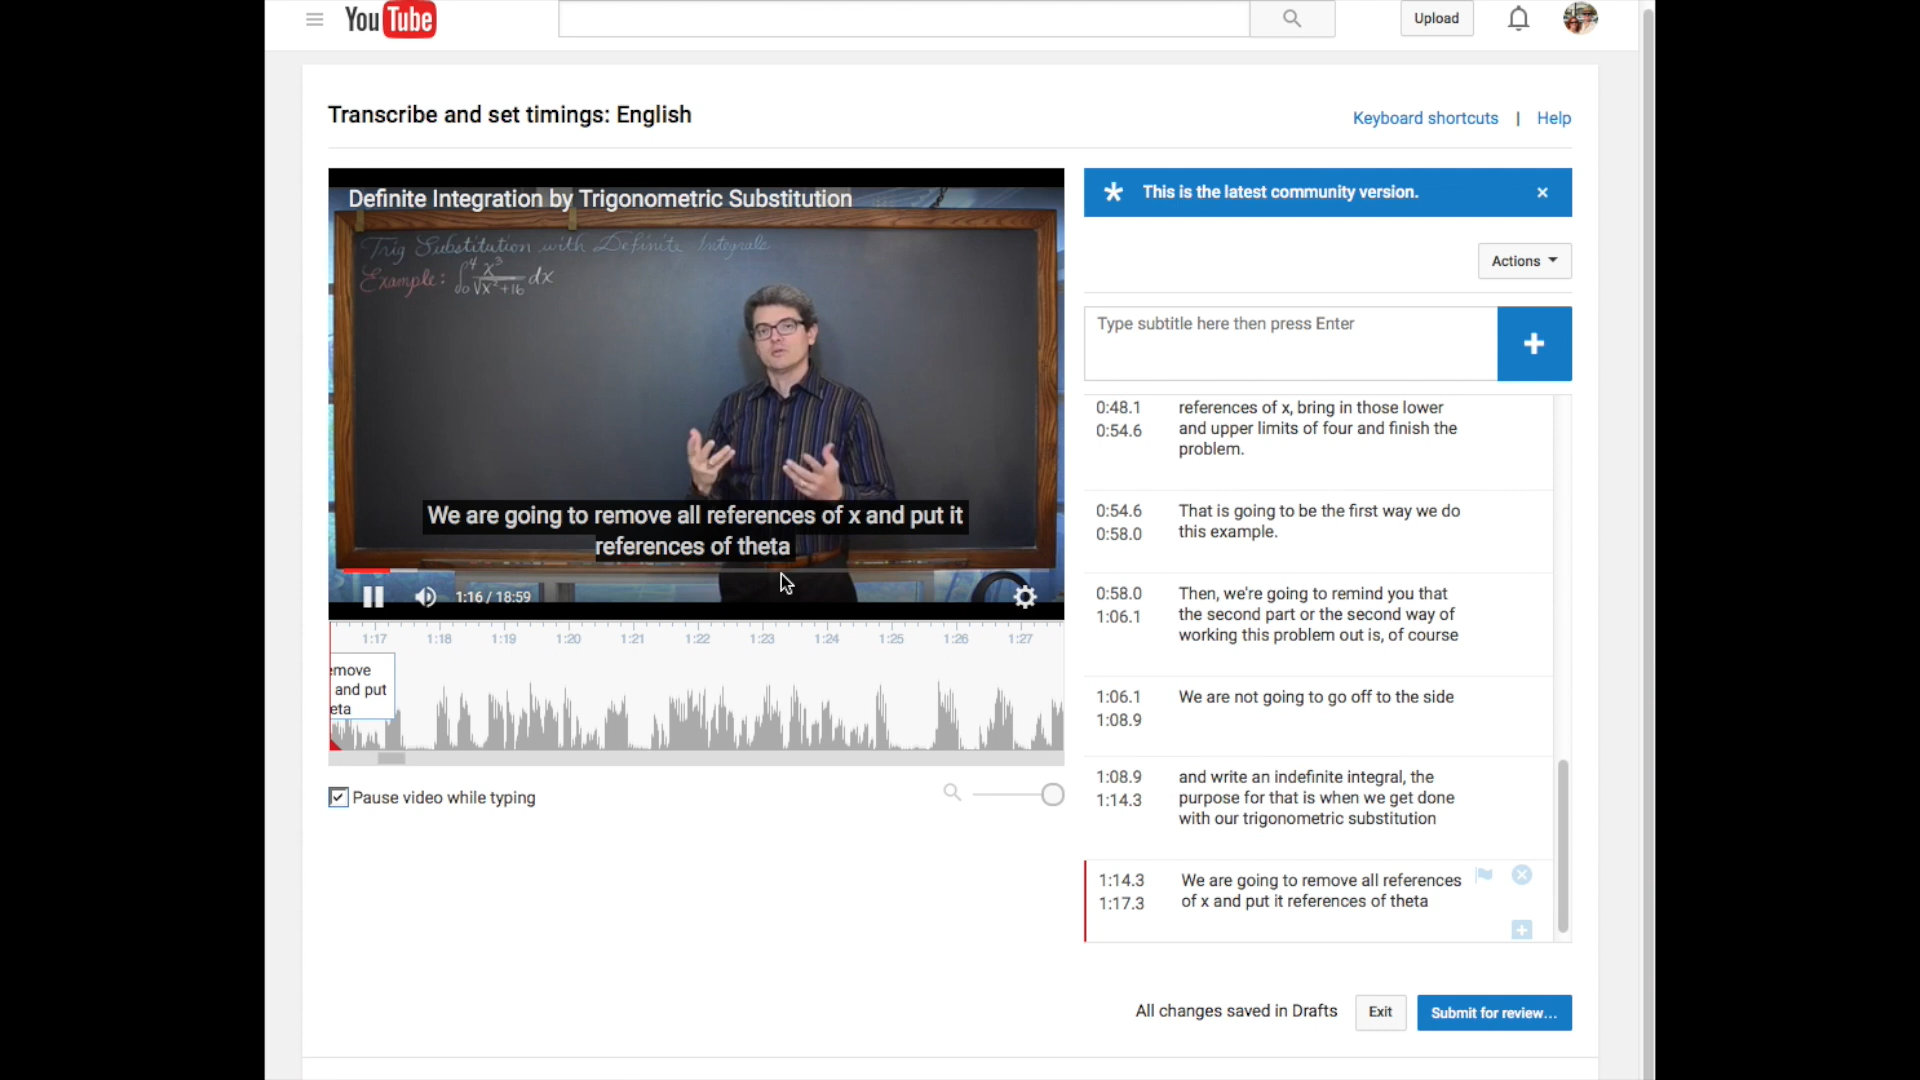 YouTube
Upload
Transcribe and set timings: English
Keyboard shortcuts | Help
Definite Integration by Trigonometric Substitution
Trig Substitution with Definite Integrals
Example: ∫₀⁴ x³/√x²+16 dx
We are going to remove all references of x and put it
references of theta
1:16 / 18:59
1:17 1:18 1:19 1:20 1:21 1:22 1:23 1:24 1:25 1:26 1:27
emove
and put
eta
Pause video while typing
This is the latest community version.
Actions
Type subtitle here then press Enter
0:48.1 references of x, bring in those lower
0:54.6 and upper limits of four and finish the
problem.
0:54.6 That is going to be the first way we do
0:58.0 this example.
0:58.0 Then, we're going to remind you that
1:06.1 the second part or the second way of
working this problem out is, of course
1:06.1 We are not going to go off to the side
1:08.9
1:08.9 and write an indefinite integral, the
1:14.3 purpose for that is when we get done
with our trigonometric substitution
1:14.3 We are going to remove all references
1:17.3 of x and put it references of theta
All changes saved in Drafts
Exit
Submit for review...